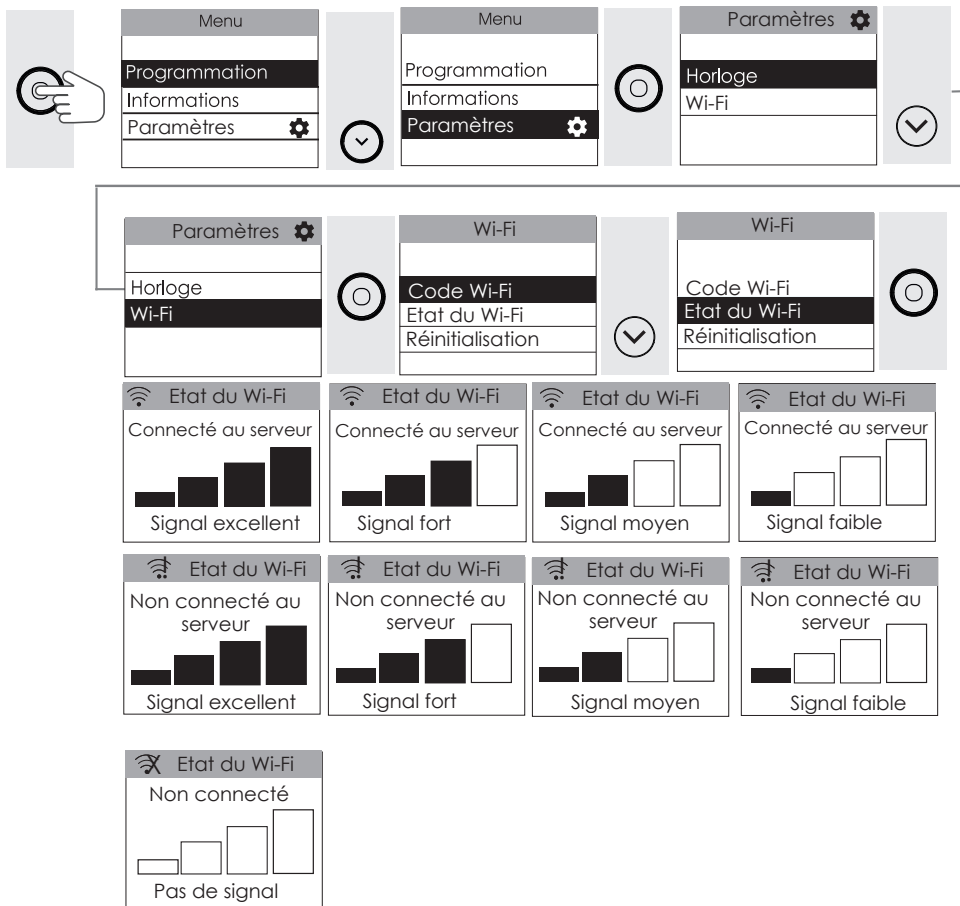 Menu
Programmation
Informations
Paramètres
Menu
Programmation
Informations
Paramètres
Paramètres
Horloge
Wi-Fi
Paramètres
Horloge
Wi-Fi
Wi-Fi
Code Wi-Fi
Etat du Wi-Fi
Réinitialisation
Wi-Fi
Code Wi-Fi
Etat du Wi-Fi
Réinitialisation
Etat du Wi-Fi
Connecté au serveur
Signal excellent
Etat du Wi-Fi
Connecté au serveur
Signal fort
Etat du Wi-Fi
Connecté au serveur
Signal moyen
Etat du Wi-Fi
Connecté au serveur
Signal faible
Etat du Wi-Fi
Non connecté au
serveur
Signal excellent
Etat du Wi-Fi
Non connecté au
serveur
Signal fort
Etat du Wi-Fi
Non connecté au
serveur
Signal moyen
Etat du Wi-Fi
Non connecté au
serveur
Signal faible
Etat du Wi-Fi
Non connecté
Pas de signal